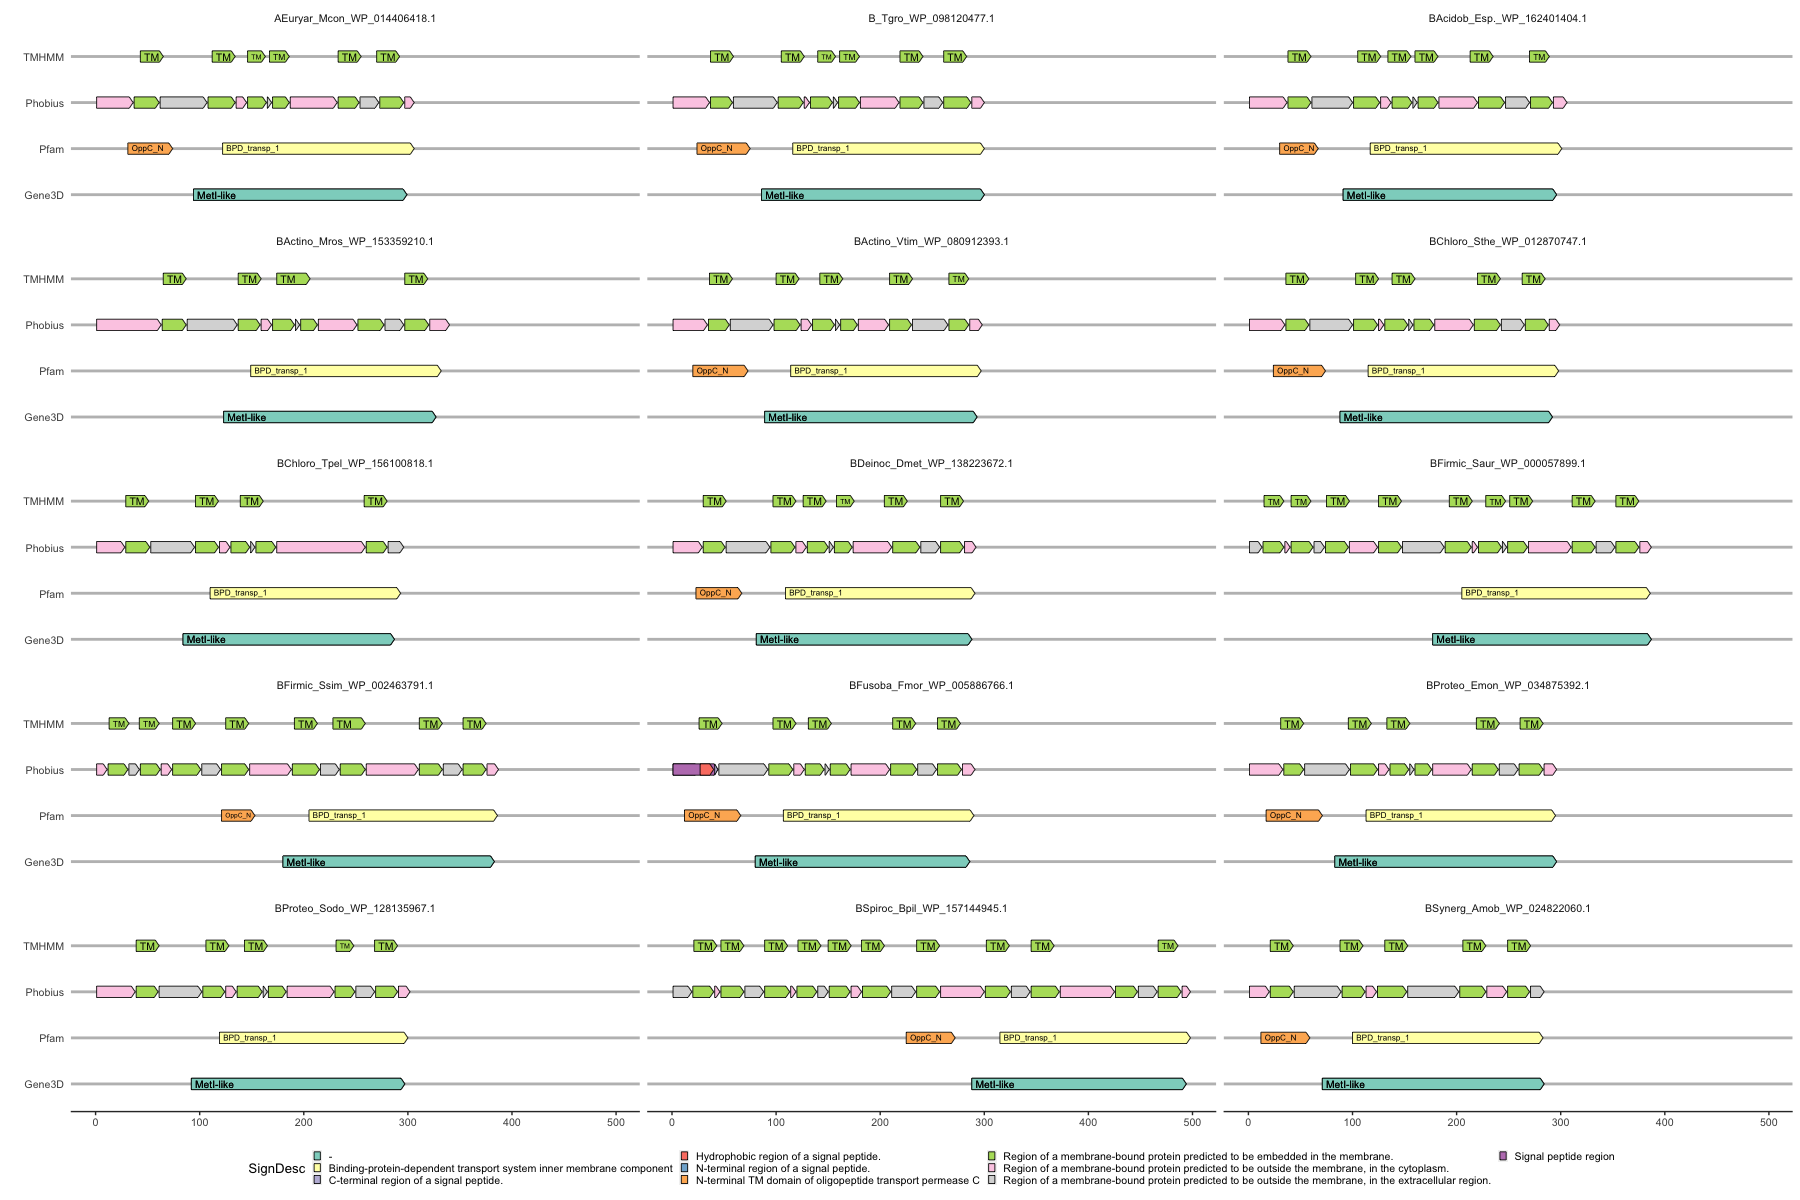 AEuryar_Mcon_WP_014406418.1 B_Tgro_WP_098120477.1 BAcidob_Esp._WP_162401404.1
TMHMM TM TM TM TM TM TM TM TM TM TM TM TM TM TM TM TM TM TM
Phobius
Pfam OppC_N BPD_transp_1 OppC_N BPD_transp_1 OppC_N BPD_transp_1
Gene3D MetI-like MetI-like MetI-like
BActino_Mros_WP_153359210.1 BActino_Vtim_WP_080912393.1 BChloro_Sthe_WP_012870747.1
TMHMM TM TM TM TM TM TM TM TM TM TM TM TM TM TM
Phobius
Pfam BPD_transp_1 OppC_N BPD_transp_1 OppC_N BPD_transp_1
Gene3D MetI-like MetI-like MetI-like
BChloro_Tpel_WP_156100818.1 BDeinoc_Dmet_WP_138223672.1 BFirmic_Saur_WP_000057899.1
TMHMM TM TM TM TM TM TM TM TM TM TM TM TM TM TM TM TM TM TM TM
Phobius
Pfam BPD_transp_1 OppC_N BPD_transp_1 BPD_transp_1
Gene3D MetI-like MetI-like MetI-like
BFirmic_Ssim_WP_002463791.1 BFusoba_Fmor_WP_005886766.1 BProteo_Emon_WP_034875392.1
TMHMM TM TM TM TM TM TM TM TM TM TM TM TM TM TM TM TM TM TM
Phobius
Pfam OppC_N BPD_transp_1 OppC_N BPD_transp_1 OppC_N BPD_transp_1
Gene3D MetI-like MetI-like MetI-like
BProteo_Sodo_WP_128135967.1 BSpiroc_Bpil_WP_157144945.1 BSynerg_Amob_WP_024822060.1
TMHMM TM TM TM TM TM TM TM TM TM TM TM TM TM TM TM TM TM TM TM TM
Phobius
Pfam BPD_transp_1 OppC_N BPD_transp_1 OppC_N BPD_transp_1
Gene3D MetI-like MetI-like MetI-like
0 100 200 300 400 500 0 100 200 300 400 500 0 100 200 300 400 500
SignDesc
-
Binding-protein-dependent transport system inner membrane component
C-terminal region of a signal peptide.
Hydrophobic region of a signal peptide.
N-terminal region of a signal peptide.
N-terminal TM domain of oligopeptide transport permease C
Region of a membrane-bound protein predicted to be embedded in the membrane.
Region of a membrane-bound protein predicted to be outside the membrane, in the cytoplasm.
Region of a membrane-bound protein predicted to be outside the membrane, in the extracellular region.
Signal peptide region